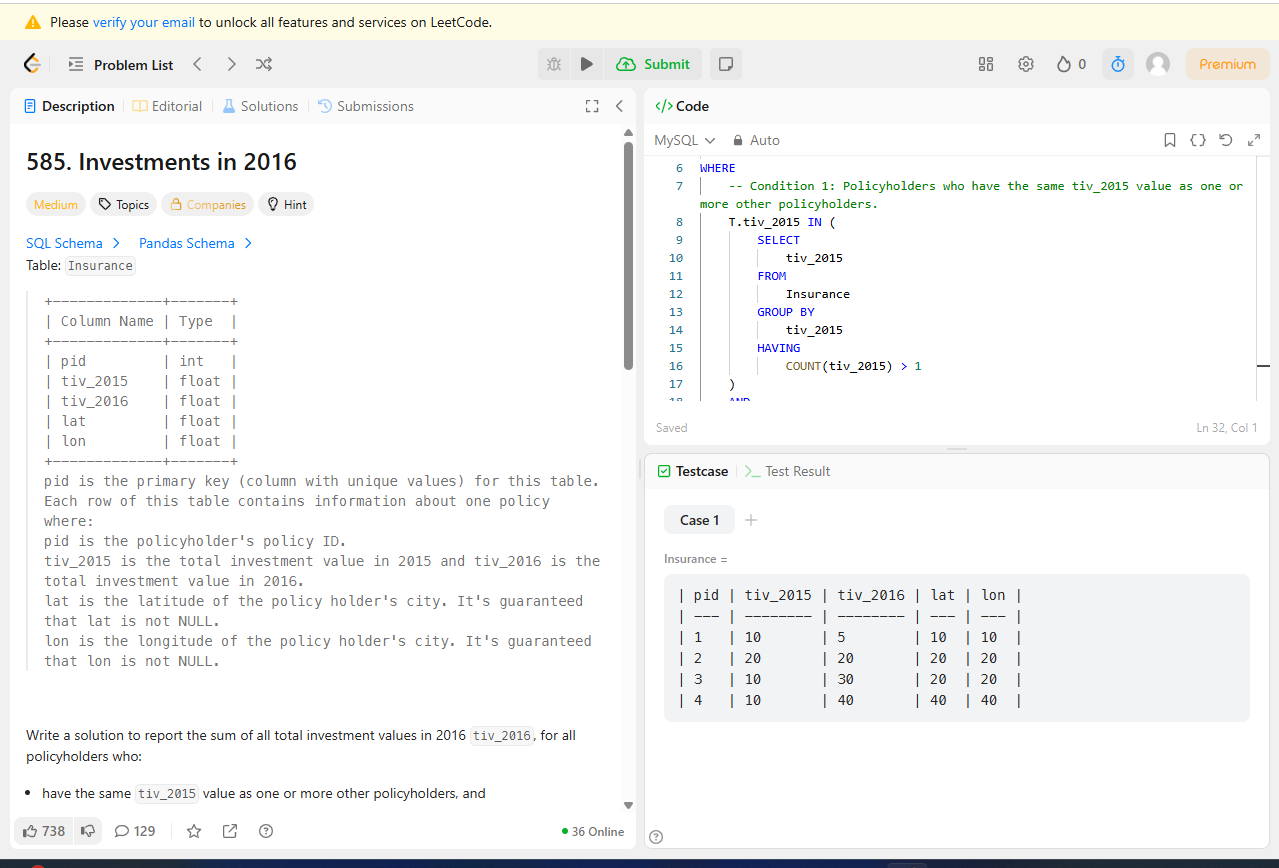 Please verify your email to unlock all features and services on LeetCode.
Problem List
Submit
0
Premium
Description
Editorial
Solutions
Submissions
585. Investments in 2016
Medium
Topics
Companies
Hint
SQL Schema
Pandas Schema
Table: Insurance
+-------------+-------+
| Column Name | Type  |
+-------------+-------+
| pid         | int   |
| tiv_2015    | float |
| tiv_2016    | float |
| lat         | float |
| lon         | float |
+-------------+-------+
pid is the primary key (column with unique values) for this table.
Each row of this table contains information about one policy
where:
pid is the policyholder's policy ID.
tiv_2015 is the total investment value in 2015 and tiv_2016 is the
total investment value in 2016.
lat is the latitude of the policy holder's city. It's guaranteed
that lat is not NULL.
lon is the longitude of the policy holder's city. It's guaranteed
that lon is not NULL.
Write a solution to report the sum of all total investment values in 2016 tiv_2016, for all
policyholders who:
• have the same tiv_2015 value as one or more other policyholders, and
738
129
36 Online
</> Code
MySQL
Auto
6 WHERE
7 -- Condition 1: Policyholders who have the same tiv_2015 value as one or
more other policyholders.
8 T.tiv_2015 IN (
9 SELECT
10 tiv_2015
11 FROM
12 Insurance
13 GROUP BY
14 tiv_2015
15 HAVING
16 COUNT(tiv_2015) > 1
17 )
18 AND
Saved
Ln 32, Col 1
Testcase
Test Result
Case 1
Insurance =
| pid | tiv_2015 | tiv_2016 | lat | lon |
| --- | -------- | -------- | --- | --- |
| 1   | 10       | 5        | 10  | 10  |
| 2   | 20       | 20       | 20  | 20  |
| 3   | 10       | 30       | 20  | 20  |
| 4   | 10       | 40       | 40  | 40  |